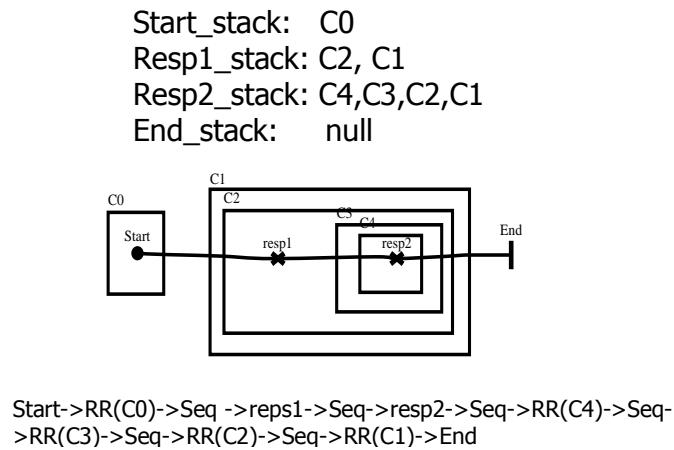 Start_stack: C0
Resp1_stack: C2, C1
Resp2_stack: C4,C3,C2,C1
End_stack: null
C1
C2
C0
C3
C4
Start
resp1
resp2
End
Start->RR(C0)->Seq ->reps1->Seq->resp2->Seq->RR(C4)->Seq-
>RR(C3)->Seq->RR(C2)->Seq->RR(C1)->End